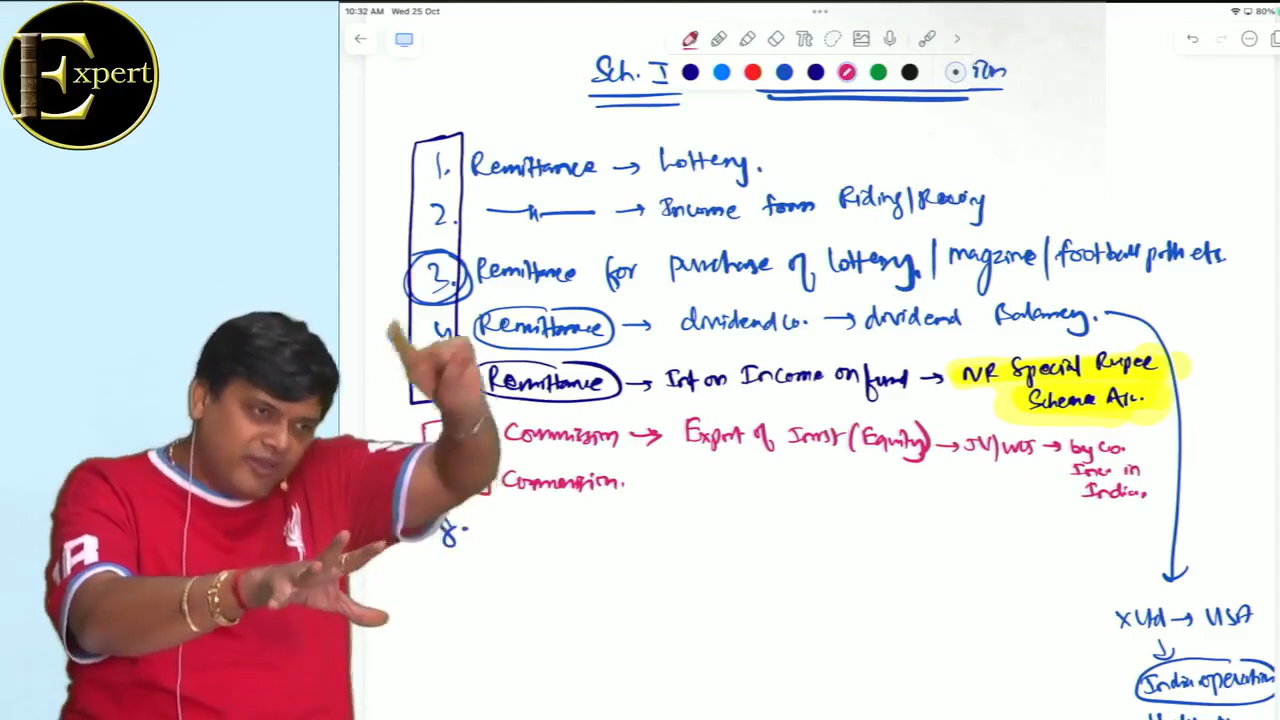 10:32 AM Wed 25 Oct
80%
Expert
Sch. I
1. Remittance → Lottery.
2. —〃— → Income from Riding/Racing
3. Remittance for purchase of lottery / magzine / football pools etc.
4 Remittance → dividend co. → dividend Balancing.
Remittance → Int on Income on fund → NR Special Rupee
Scheme A/c.
Commission → Export of Invst (Equity) → JV/WOS → by Co.
Inc. in
India.
Commission.
8.
X Ltd → USA
India operation